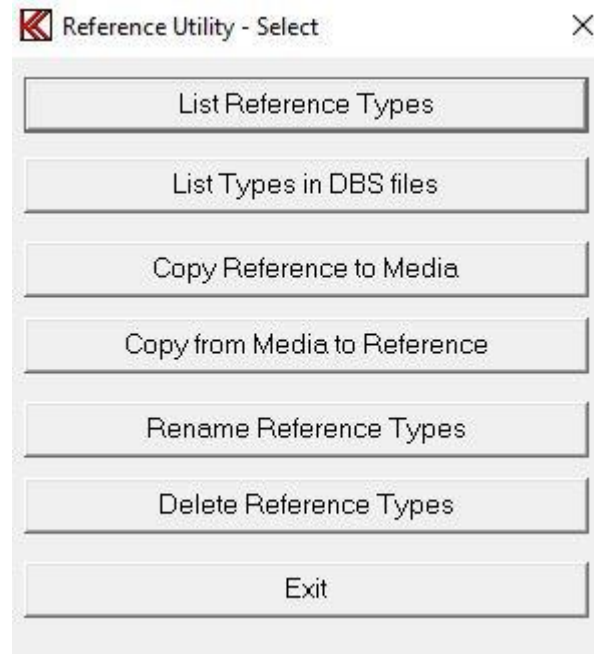 Reference Utility - Select
List Reference Types
List Types in DBS files
Copy Reference to Media
Copy from Media to Reference
Rename Reference Types
Delete Reference Types
Exit